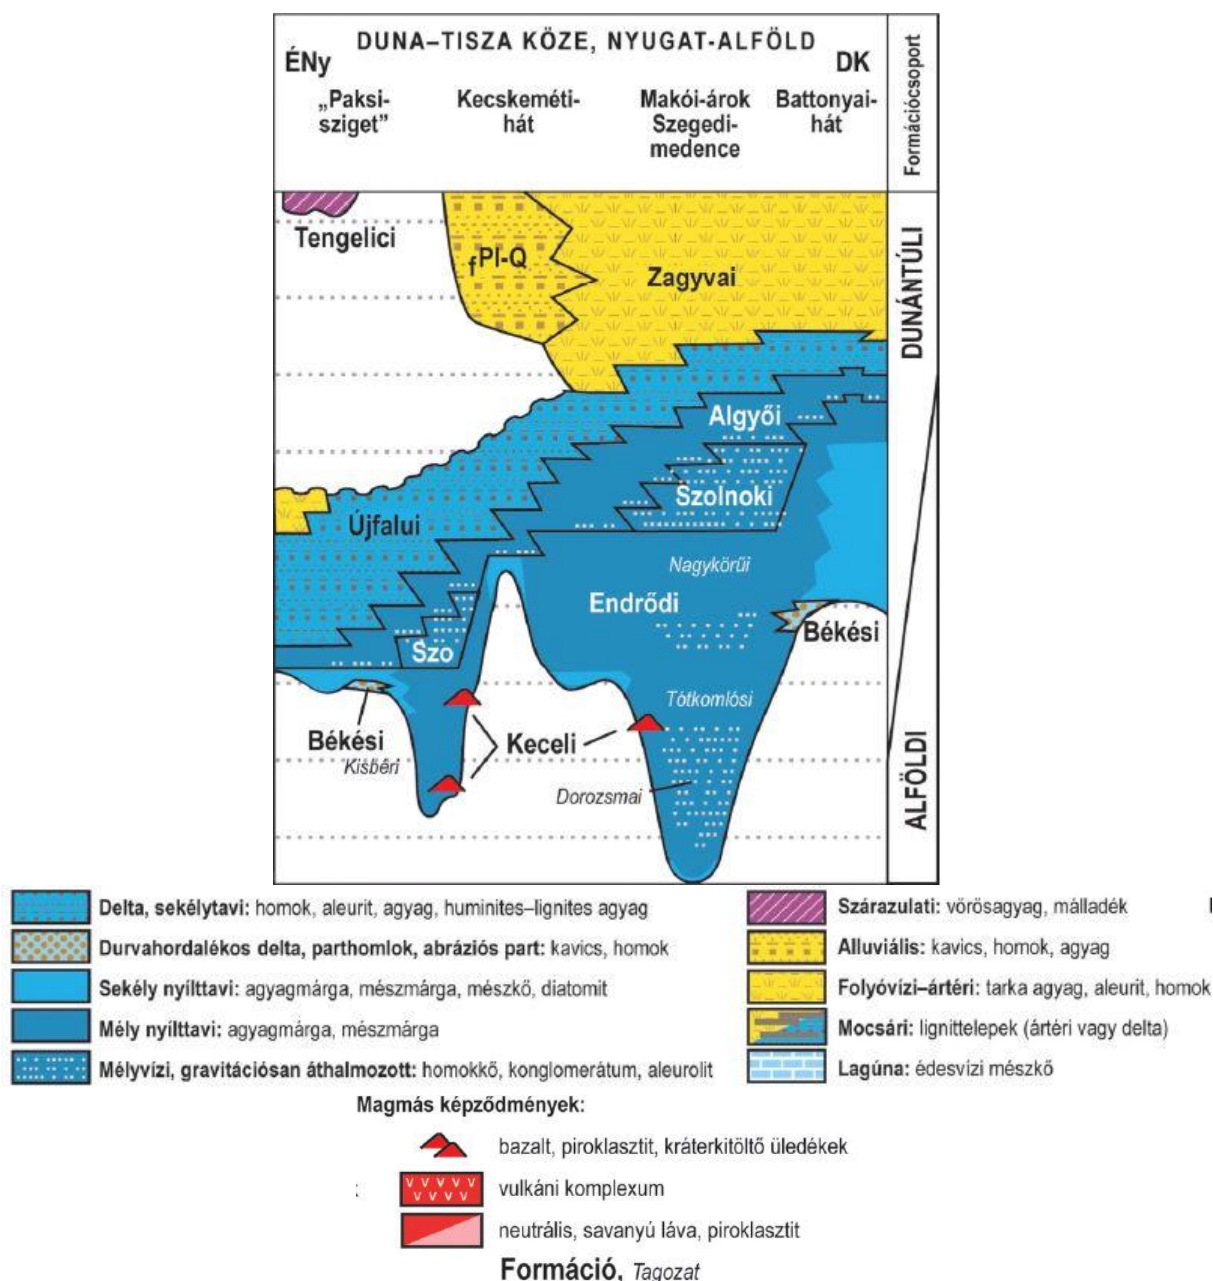 DUNA–TISZA KÖZE, NYUGAT-ALFÖLD
ÉNy
DK
„Paksi-
sziget”
Kecskeméti-
hát
Makói-árok
Szegedi-
medence
Battonyai-
hát
Formációcsoport
Tengelici
fPl-Q
Zagyvai
DUNÁNTÚLI
Algyői
Szolnoki
Újfalui
Nagykörűi
Endrődi
Szo
Békési
Tótkomlósi
Békési
Kisbéri
Keceli
Dorozsmai
ALFÖLDI
Delta, sekélytavi: homok, aleurit, agyag, huminites–lignites agyag
Durvahordalékos delta, parthomlok, abráziós part: kavics, homok
Sekély nyílttavi: agyagmárga, mészmárga, mészkő, diatomit
Mély nyílttavi: agyagmárga, mészmárga
Mélyvízi, gravitációsan áthalmozott: homokkő, konglomerátum, aleurolit
Szárazulati: vörösagyag, málladék
Alluviális: kavics, homok, agyag
Folyóvízi–ártéri: tarka agyag, aleurit, homok
Mocsári: lignittelepek (ártéri vagy delta)
Lagúna: édesvízi mészkő
Magmás képződmények:
bazalt, piroklasztit, kráterkitöltő üledékek
vulkáni komplexum
neutrális, savanyú láva, piroklasztit
Formáció, Tagozat